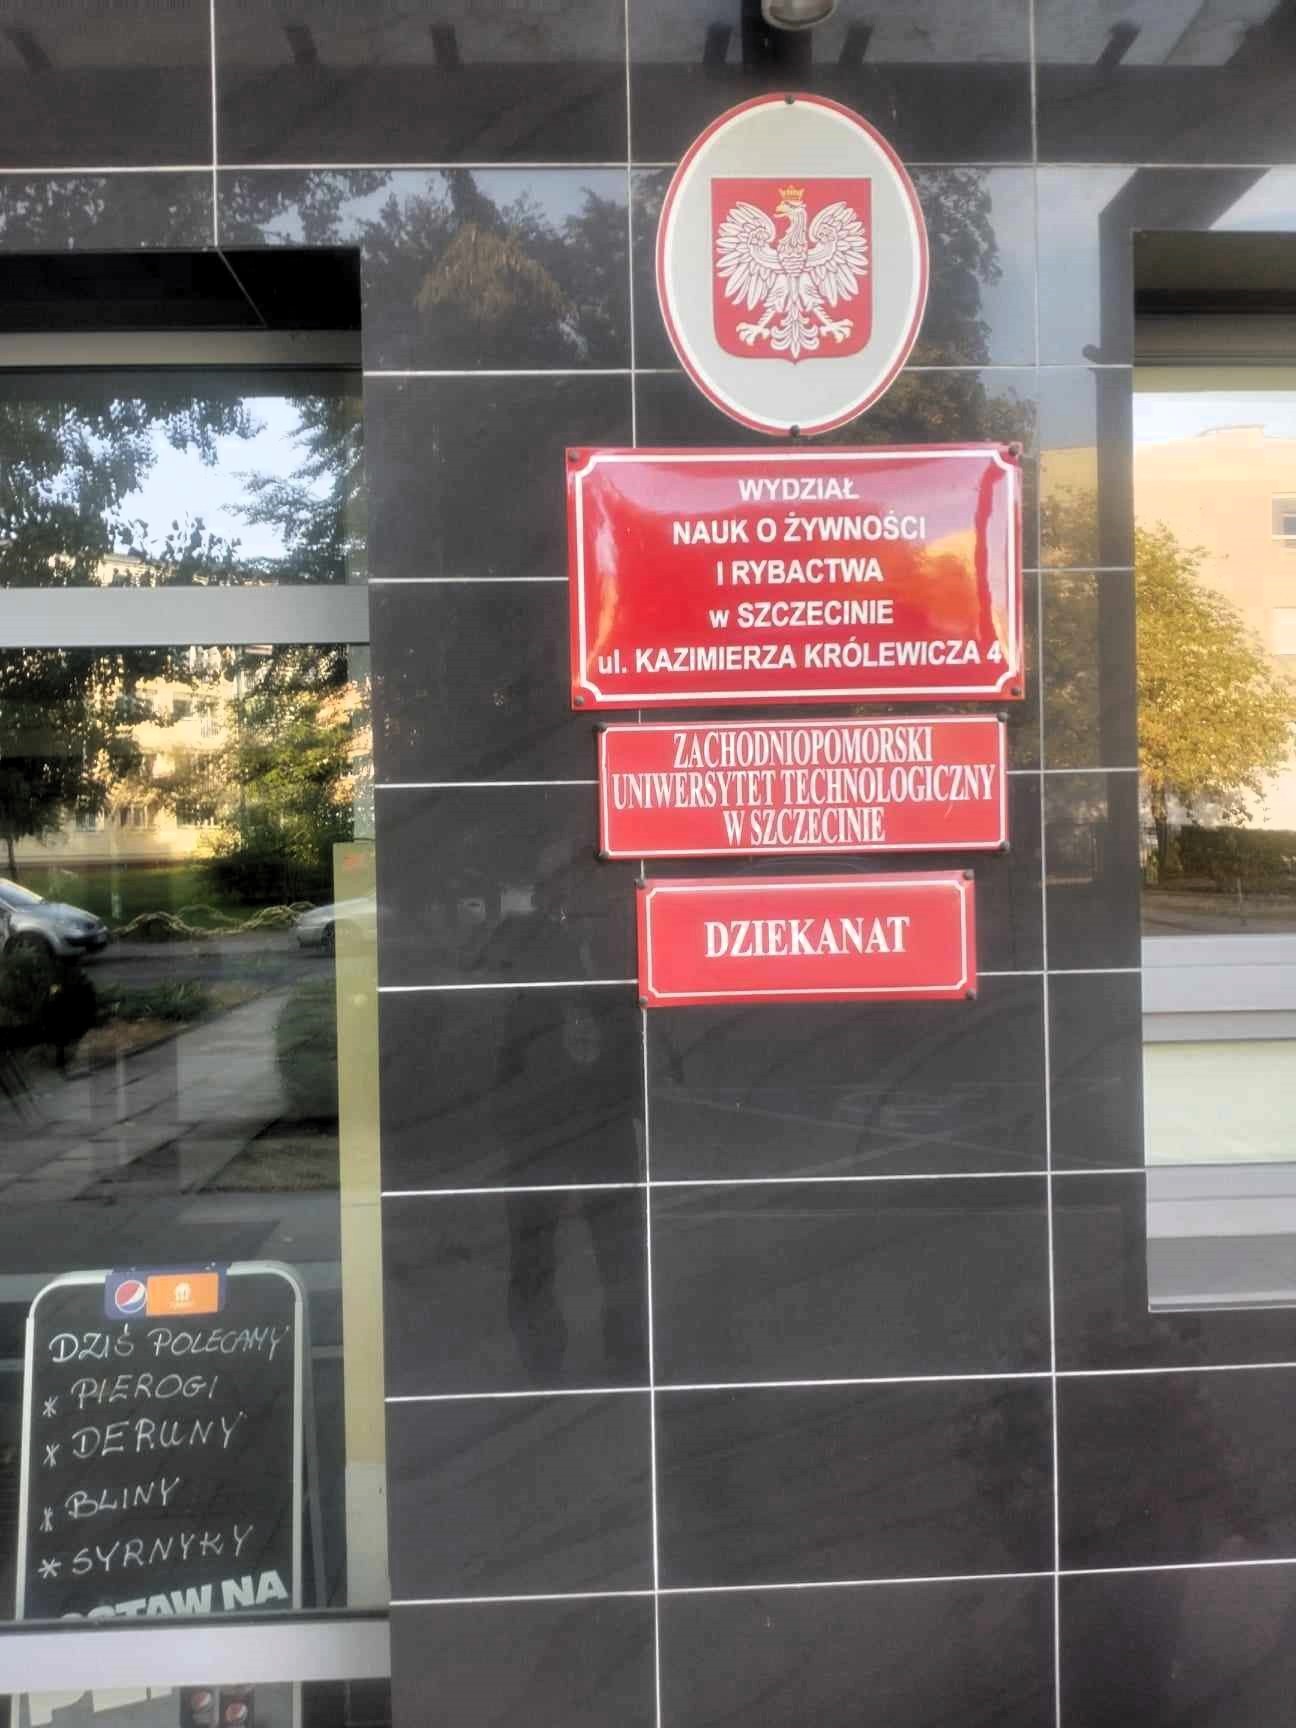 WYDZIAŁ
NAUK O ŻYWNOŚCI
I RYBACTWA
w SZCZECINIE
ul. KAZIMIERZA KRÓLEWICZA 4
ZACHODNIOPOMORSKI
UNIWERSYTET TECHNOLOGICZNY
W SZCZECINIE
DZIEKANAT
DZIŚ POLECAMY
* PIEROGI
* DERUNY
* BLINY
* SYRNYKY
NA